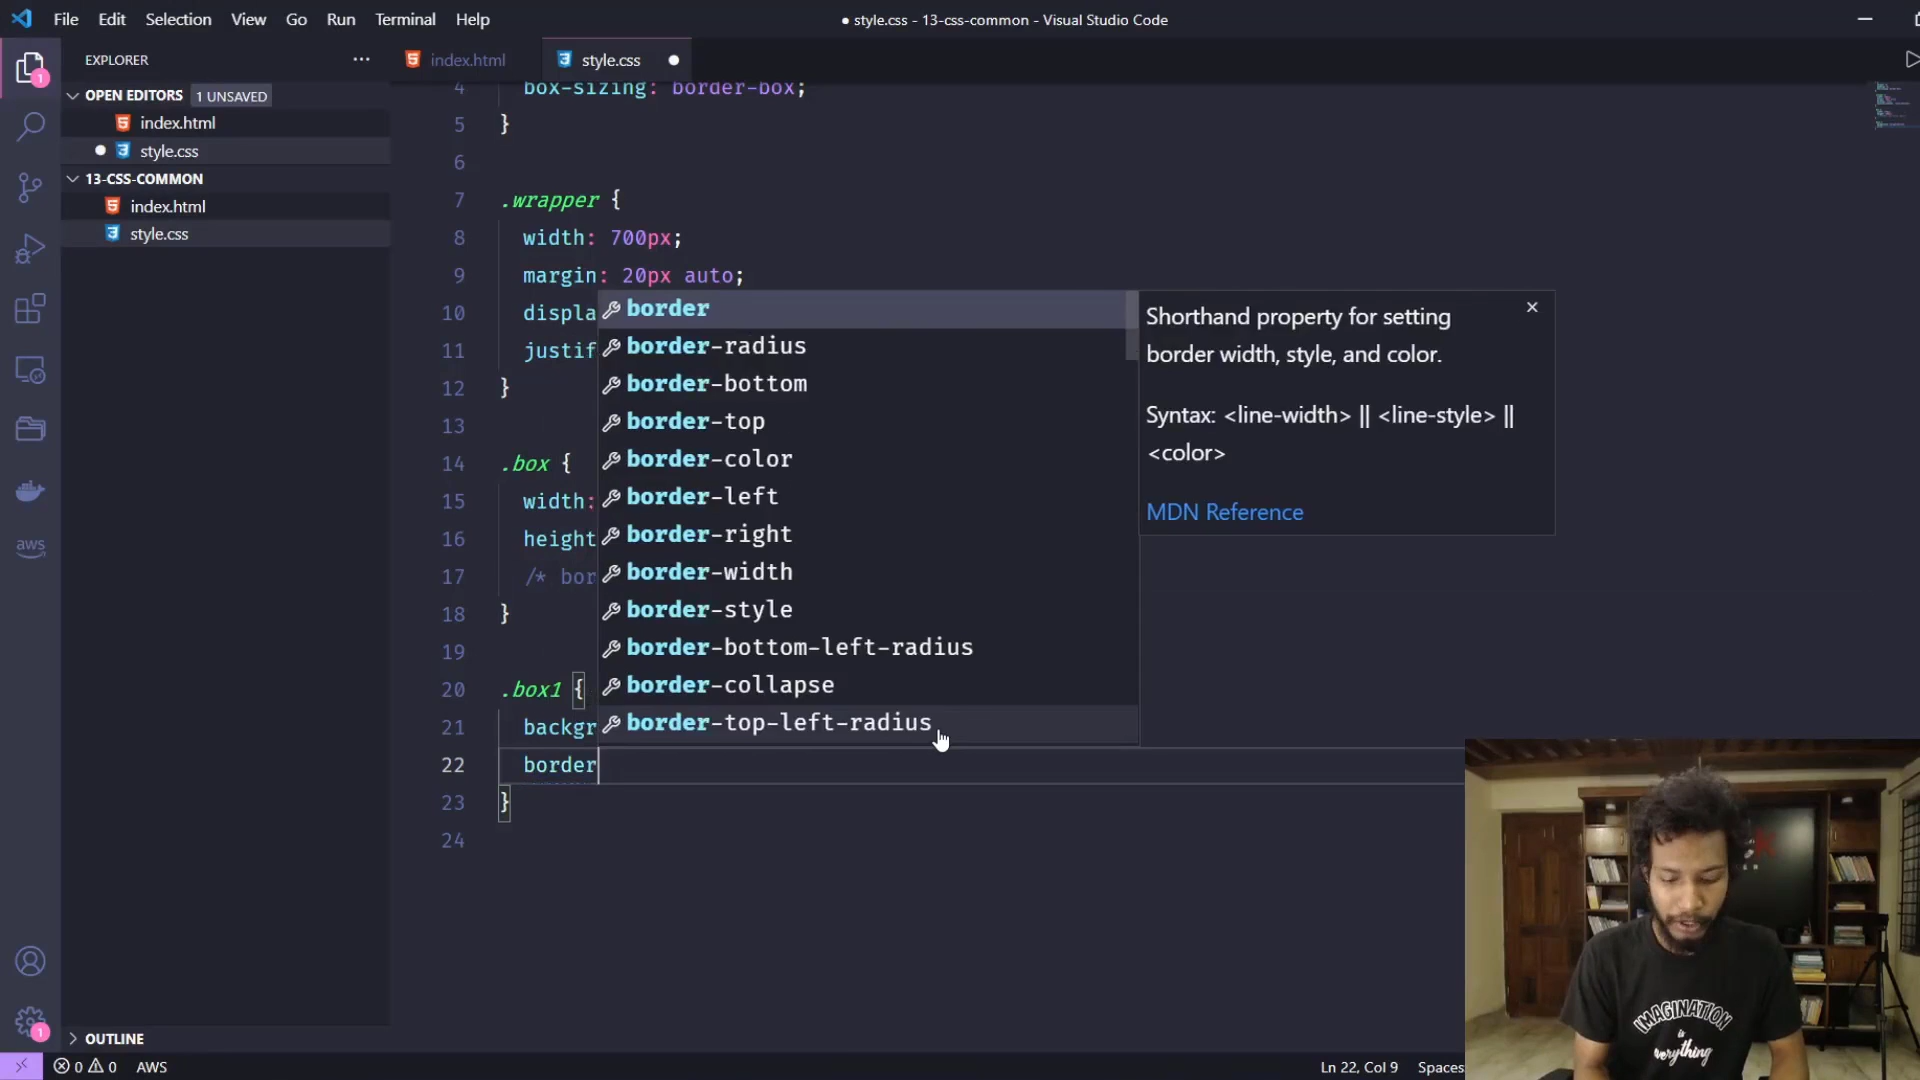 File Edit Selection View Go Run Terminal Help
● style.css - 13-css-common - Visual Studio Code
EXPLORER
index.html
style.css
OPEN EDITORS 1 UNSAVED
index.html
style.css
13-CSS-COMMON
index.html
style.css
OUTLINE
1
aws
1
4 box-sizing: border-box;
5 }
6
7 .wrapper {
8 width: 700px;
9 margin: 20px auto;
10 displa
11 justif
12 }
13
14 .box {
15 width:
16 height
17 /* bor
18 }
19
20 .box1 {
21 backgr
22 border
23 }
24
border
border-radius
border-bottom
border-top
border-color
border-left
border-right
border-width
border-style
border-bottom-left-radius
border-collapse
border-top-left-radius
Shorthand property for setting
border width, style, and color.
Syntax: <line-width> || <line-style> ||
<color>
MDN Reference
IMAGINATION
is
everything
0 0 AWS
Ln 22, Col 9 Spaces